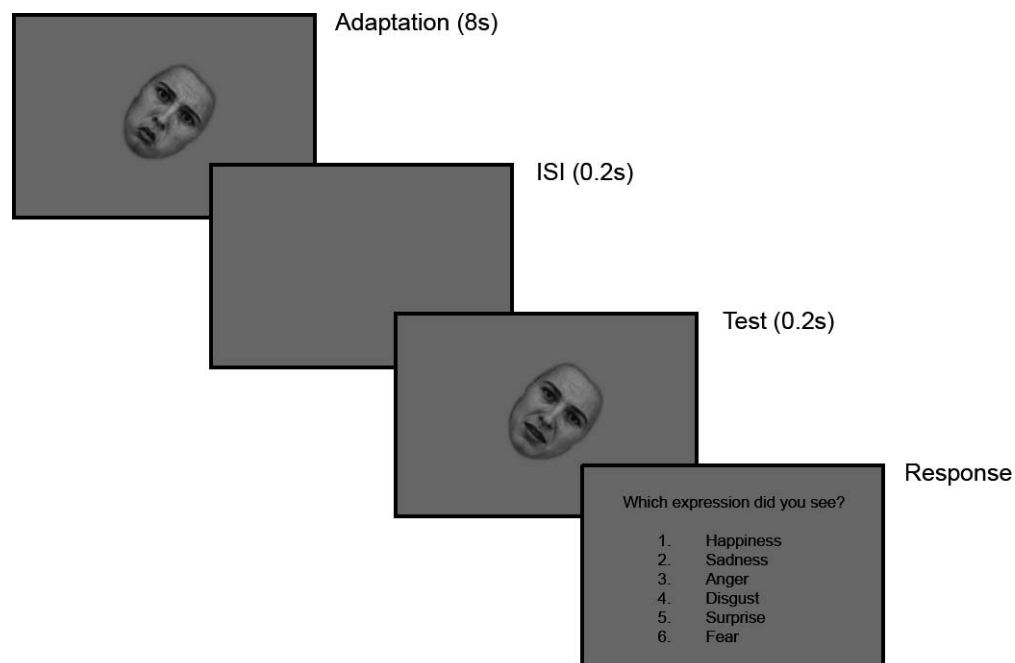 Adaptation (8s)
ISI (0.2s)
Test (0.2s)
Response
Which expression did you see?
1. Happiness
2. Sadness
3. Anger
4. Disgust
5. Surprise
6. Fear